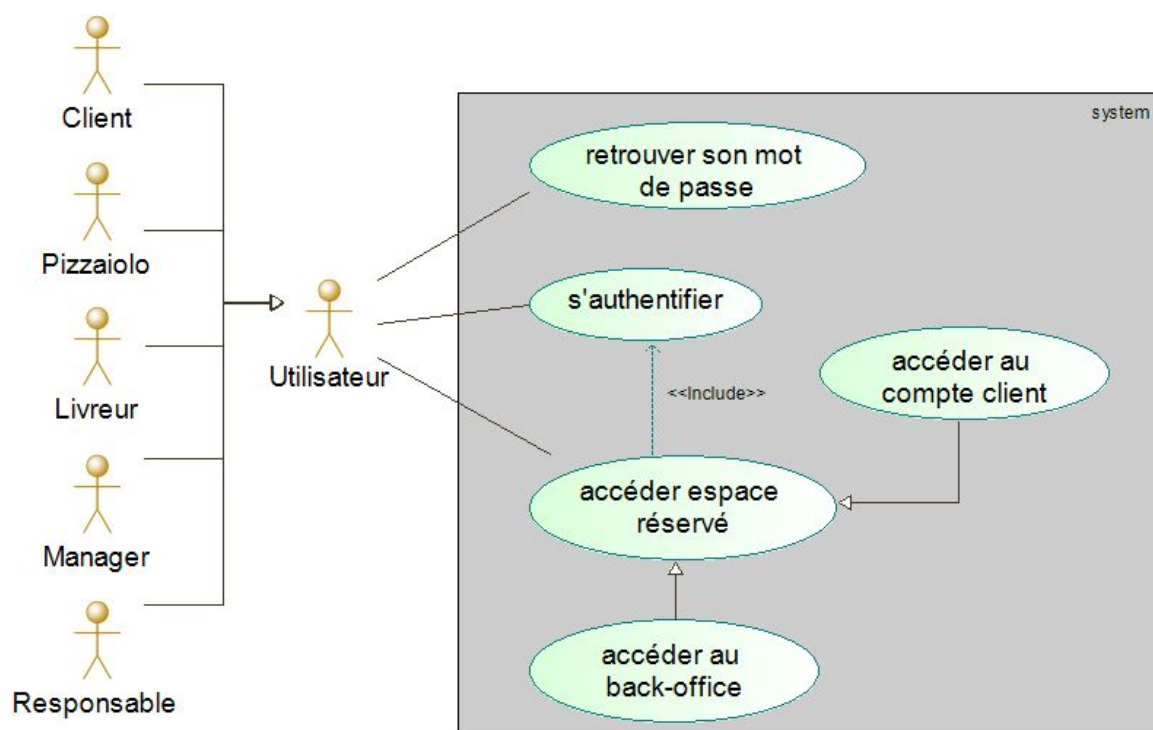 Client
Pizzaiolo
Livreur
Manager
Responsable
Utilisateur
system
retrouver son mot
de passe
s'authentifier
<<Include>>
accéder au
compte client
accéder espace
réservé
accéder au
back-office